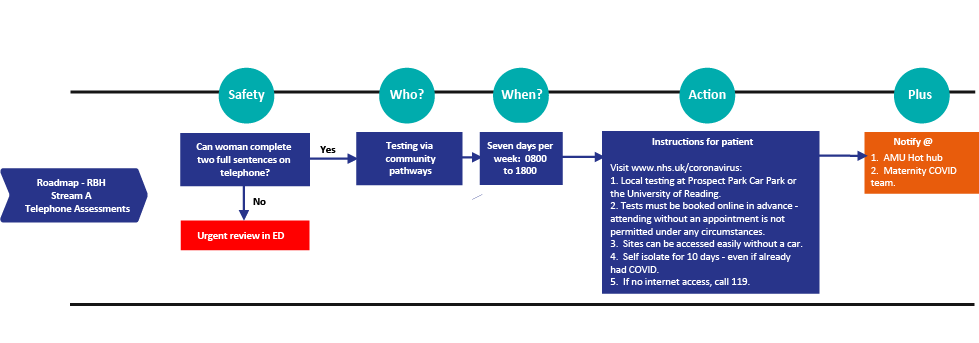 Safety
Who?
When?
Action
Plus
Roadmap - RBH
Stream A
Telephone Assessments
Can woman complete
two full sentences on
telephone?
Yes
No
Urgent review in ED
Testing via
community
pathways
Seven days per
week: 0800
to 1800
Instructions for patient
Visit www.nhs.uk/coronavirus:
1. Local testing at Prospect Park Car Park or
the University of Reading.
2. Tests must be booked online in advance -
attending without an appointment is not
permitted under any circumstances.
3. Sites can be accessed easily without a car.
4. Self isolate for 10 days - even if already
had COVID.
5. If no internet access, call 119.
Notify @
1. AMU Hot hub
2. Maternity COVID
team.